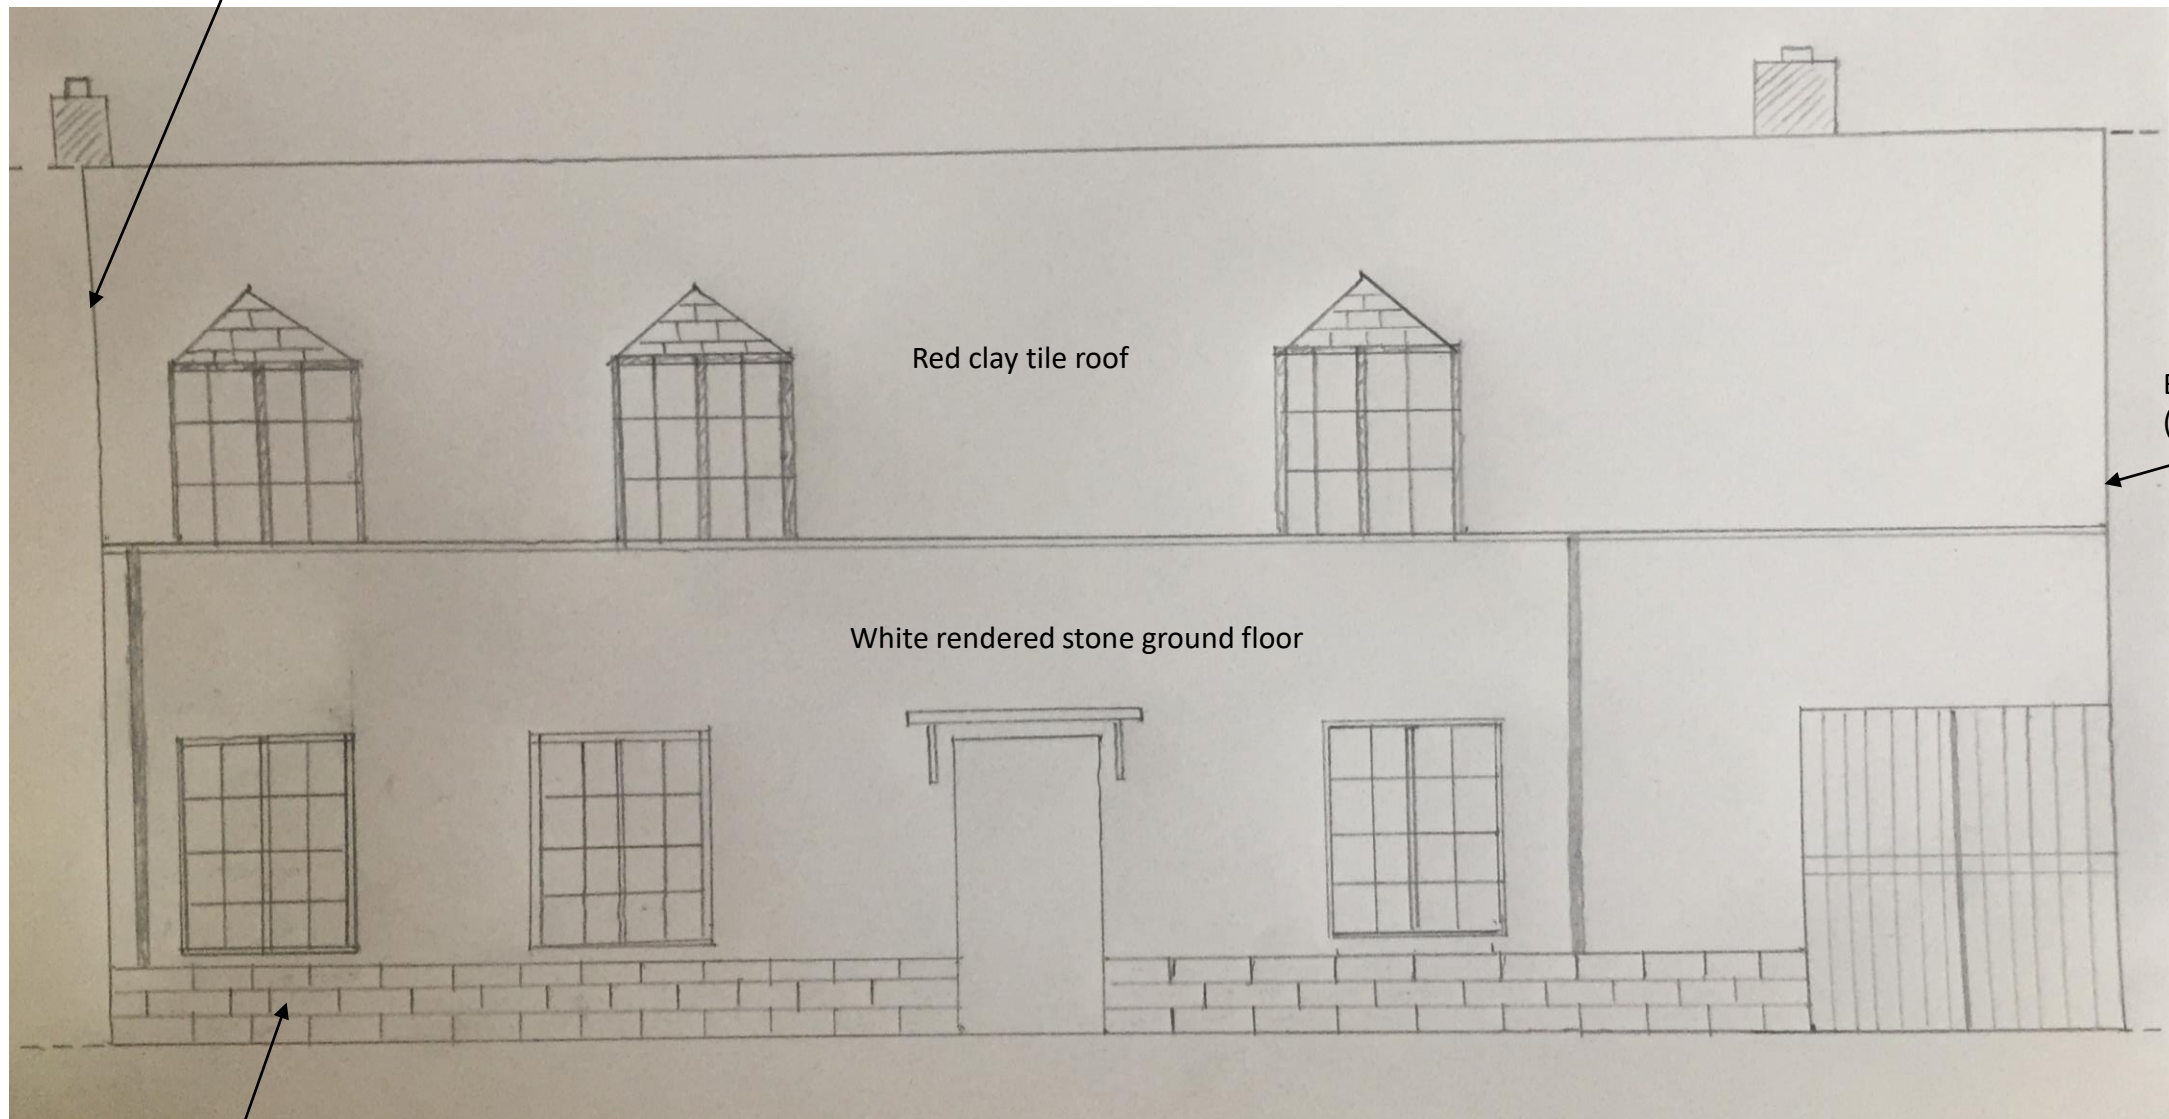 Red clay tile roof
White rendered stone ground floor